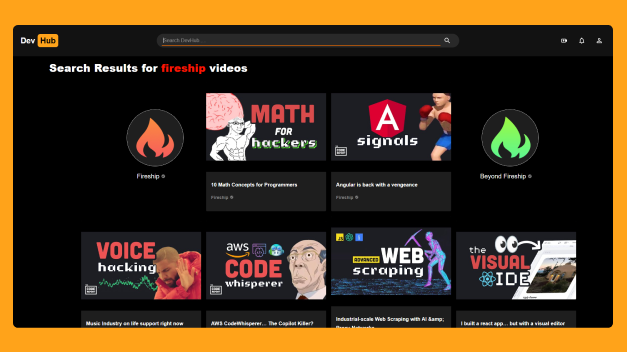 Dev Hub
Search DevHub...
Search Results for fireship videos
MATH
FOR
hackers
A
signals
Fireship
10 Math Concepts for Programmers
Fireship
Angular is back with a vengeance
Fireship
Beyond Fireship
VOICE
hacking
aws
CODE
whisperer
ADVANCED WEB
scraping
the
VISUAL
IDE
Music Industry on life support right now
AWS CodeWhisperer... The Copilot Killer?
Industrial-scale Web Scraping with AI &amp;
Proxy Networks
I built a react app... but with a visual editor